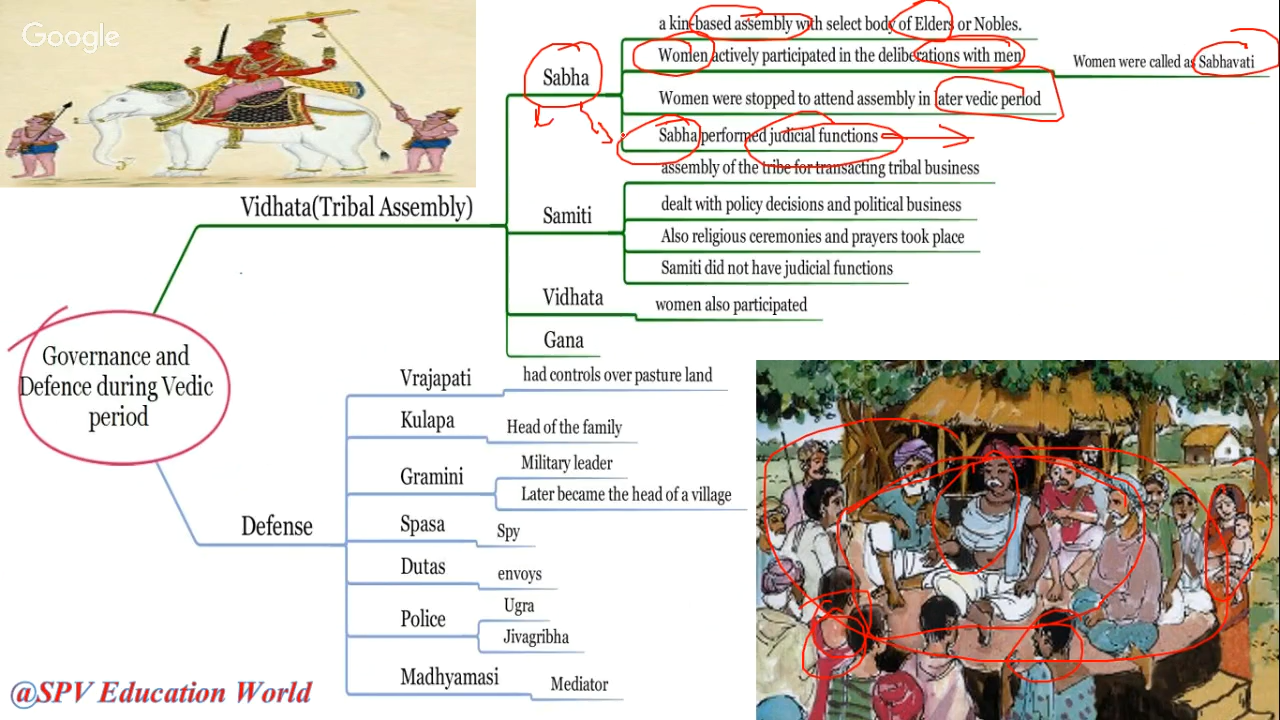 Google
a kin-based assembly with select body of Elders or Nobles.
Women actively participated in the deliberations with men
Women were called as Sabhavati
Sabha
Women were stopped to attend assembly in later vedic period
Sabha performed judicial functions
assembly of the tribe for transacting tribal business
Vidhata(Tribal Assembly)
dealt with policy decisions and political business
Samiti
Also religious ceremonies and prayers took place
Samiti did not have judicial functions
Vidhata
women also participated
Gana
Governance and
Defence during Vedic
period
Vrajapati
had controls over pasture land
Kulapa
Head of the family
Military leader
Gramini
Later became the head of a village
Defense
Spasa
Spy
Dutas
envoys
Ugra
Police
Jivagribha
Madhyamasi
Mediator
@SPV Education World